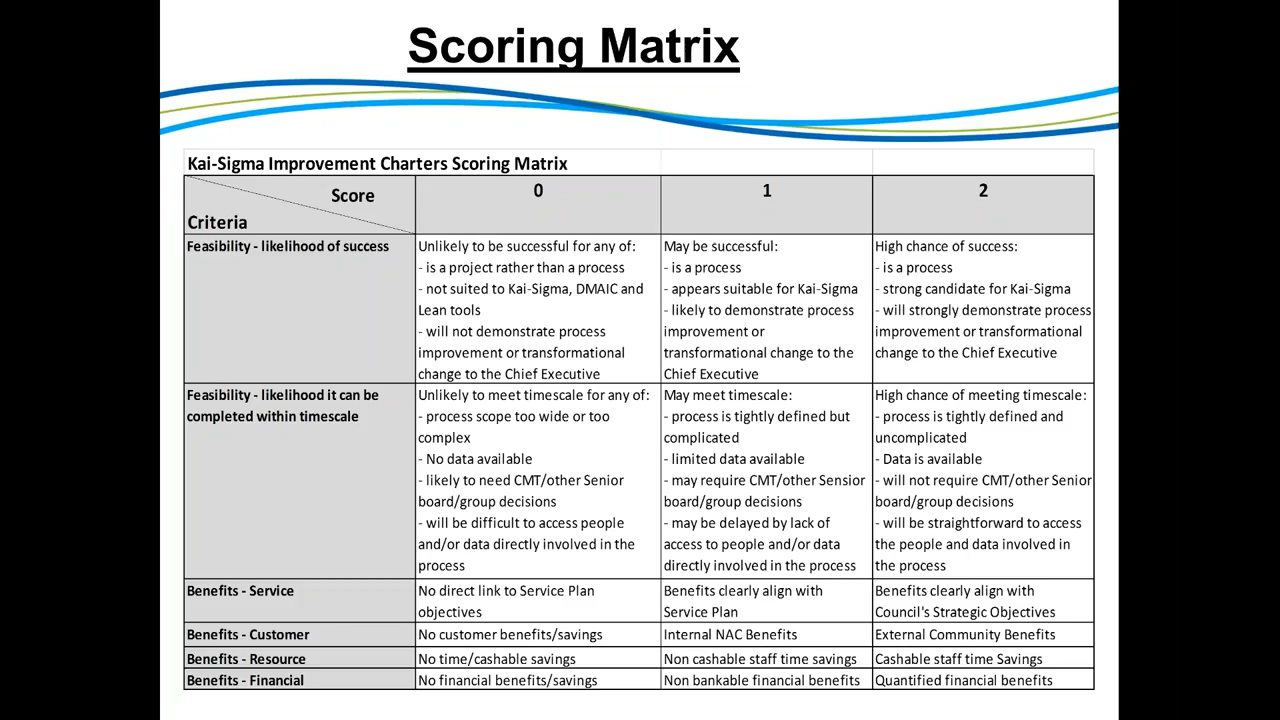 Scoring Matrix
Kai-Sigma Improvement Charters Scoring Matrix
Score
Criteria
0
1
2
Feasibility - likelihood of success
Unlikely to be successful for any of:
- is a project rather than a process
- not suited to Kai-Sigma, DMAIC and
Lean tools
- will not demonstrate process
improvement or transformational
change to the Chief Executive
May be successful:
- is a process
- appears suitable for Kai-Sigma
- likely to demonstrate process
improvement or
transformational change to the
Chief Executive
High chance of success:
- is a process
- strong candidate for Kai-Sigma
- will strongly demonstrate process
improvement or transformational
change to the Chief Executive
Feasibility - likelihood it can be
completed within timescale
Unlikely to meet timescale for any of:
- process scope too wide or too
complex
- No data available
- likely to need CMT/other Senior
board/group decisions
- will be difficult to access people
and/or data directly involved in the
process
May meet timescale:
- process is tightly defined but
complicated
- limited data available
- may require CMT/other Sensior
board/group decisions
- may be delayed by lack of
access to people and/or data
directly involved in the process
High chance of meeting timescale:
- process is tightly defined and
uncomplicated
- Data is available
- will not require CMT/other Senior
board/group decisions
- will be straightforward to access
the people and data involved in
the process
Benefits - Service
No direct link to Service Plan
objectives
Benefits clearly align with
Service Plan
Benefits clearly align with
Council's Strategic Objectives
Benefits - Customer
No customer benefits/savings
Internal NAC Benefits
External Community Benefits
Benefits - Resource
No time/cashable savings
Non cashable staff time savings
Cashable staff time Savings
Benefits - Financial
No financial benefits/savings
Non bankable financial benefits
Quantified financial benefits